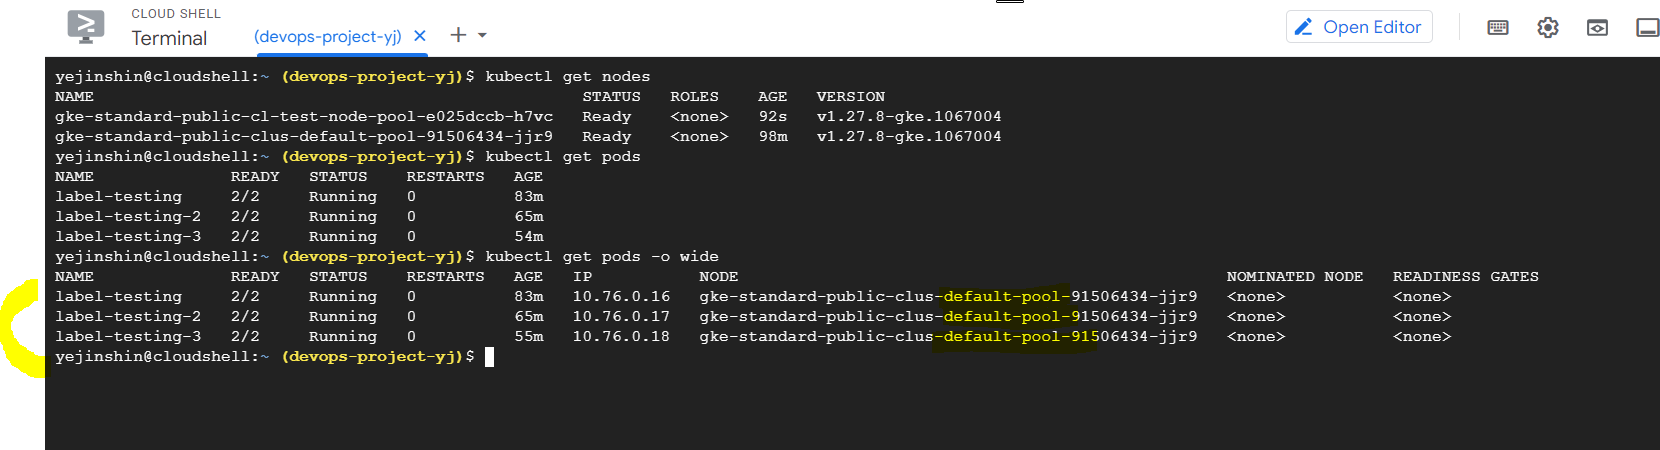 CLOUD SHELL
Terminal
(devops-project-yj)
Open Editor
yejinshin@cloudshell:~ (devops-project-yj)$ kubectl get nodes
NAME STATUS ROLES AGE VERSION
gke-standard-public-cl-test-node-pool-e025dccb-h7vc Ready <none> 92s v1.27.8-gke.1067004
gke-standard-public-clus-default-pool-91506434-jjr9 Ready <none> 98m v1.27.8-gke.1067004
yejinshin@cloudshell:~ (devops-project-yj)$ kubectl get pods
NAME READY STATUS RESTARTS AGE
label-testing 2/2 Running 0 83m
label-testing-2 2/2 Running 0 65m
label-testing-3 2/2 Running 0 54m
yejinshin@cloudshell:~ (devops-project-yj)$ kubectl get pods -o wide
NAME READY STATUS RESTARTS AGE IP NODE NOMINATED NODE READINESS GATES
label-testing 2/2 Running 0 83m 10.76.0.16 gke-standard-public-clus-default-pool-91506434-jjr9 <none> <none>
label-testing-2 2/2 Running 0 65m 10.76.0.17 gke-standard-public-clus-default-pool-91506434-jjr9 <none> <none>
label-testing-3 2/2 Running 0 55m 10.76.0.18 gke-standard-public-clus-default-pool-91506434-jjr9 <none> <none>
yejinshin@cloudshell:~ (devops-project-yj)$